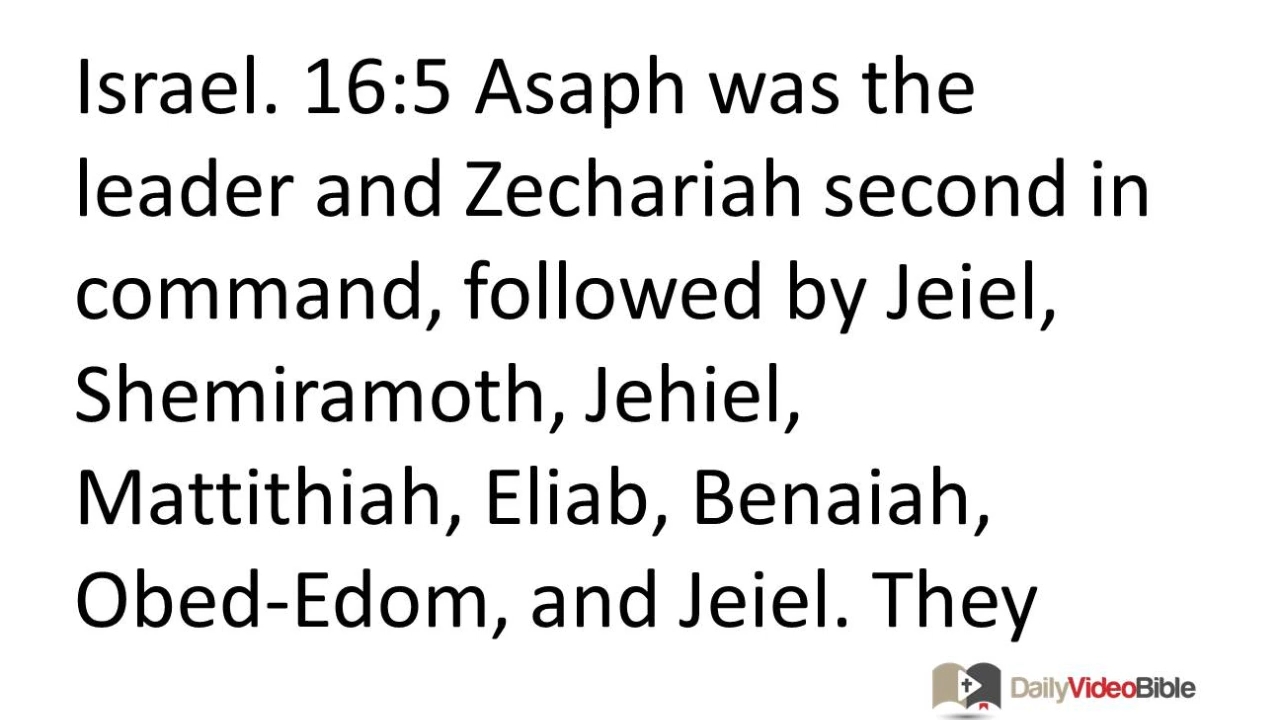 Israel. 16:5 Asaph was the
leader and Zechariah second in
command, followed by Jeiel,
Shemiramoth, Jehiel,
Mattithiah, Eliab, Benaiah,
Obed-Edom, and Jeiel. They
DailyVideoBible